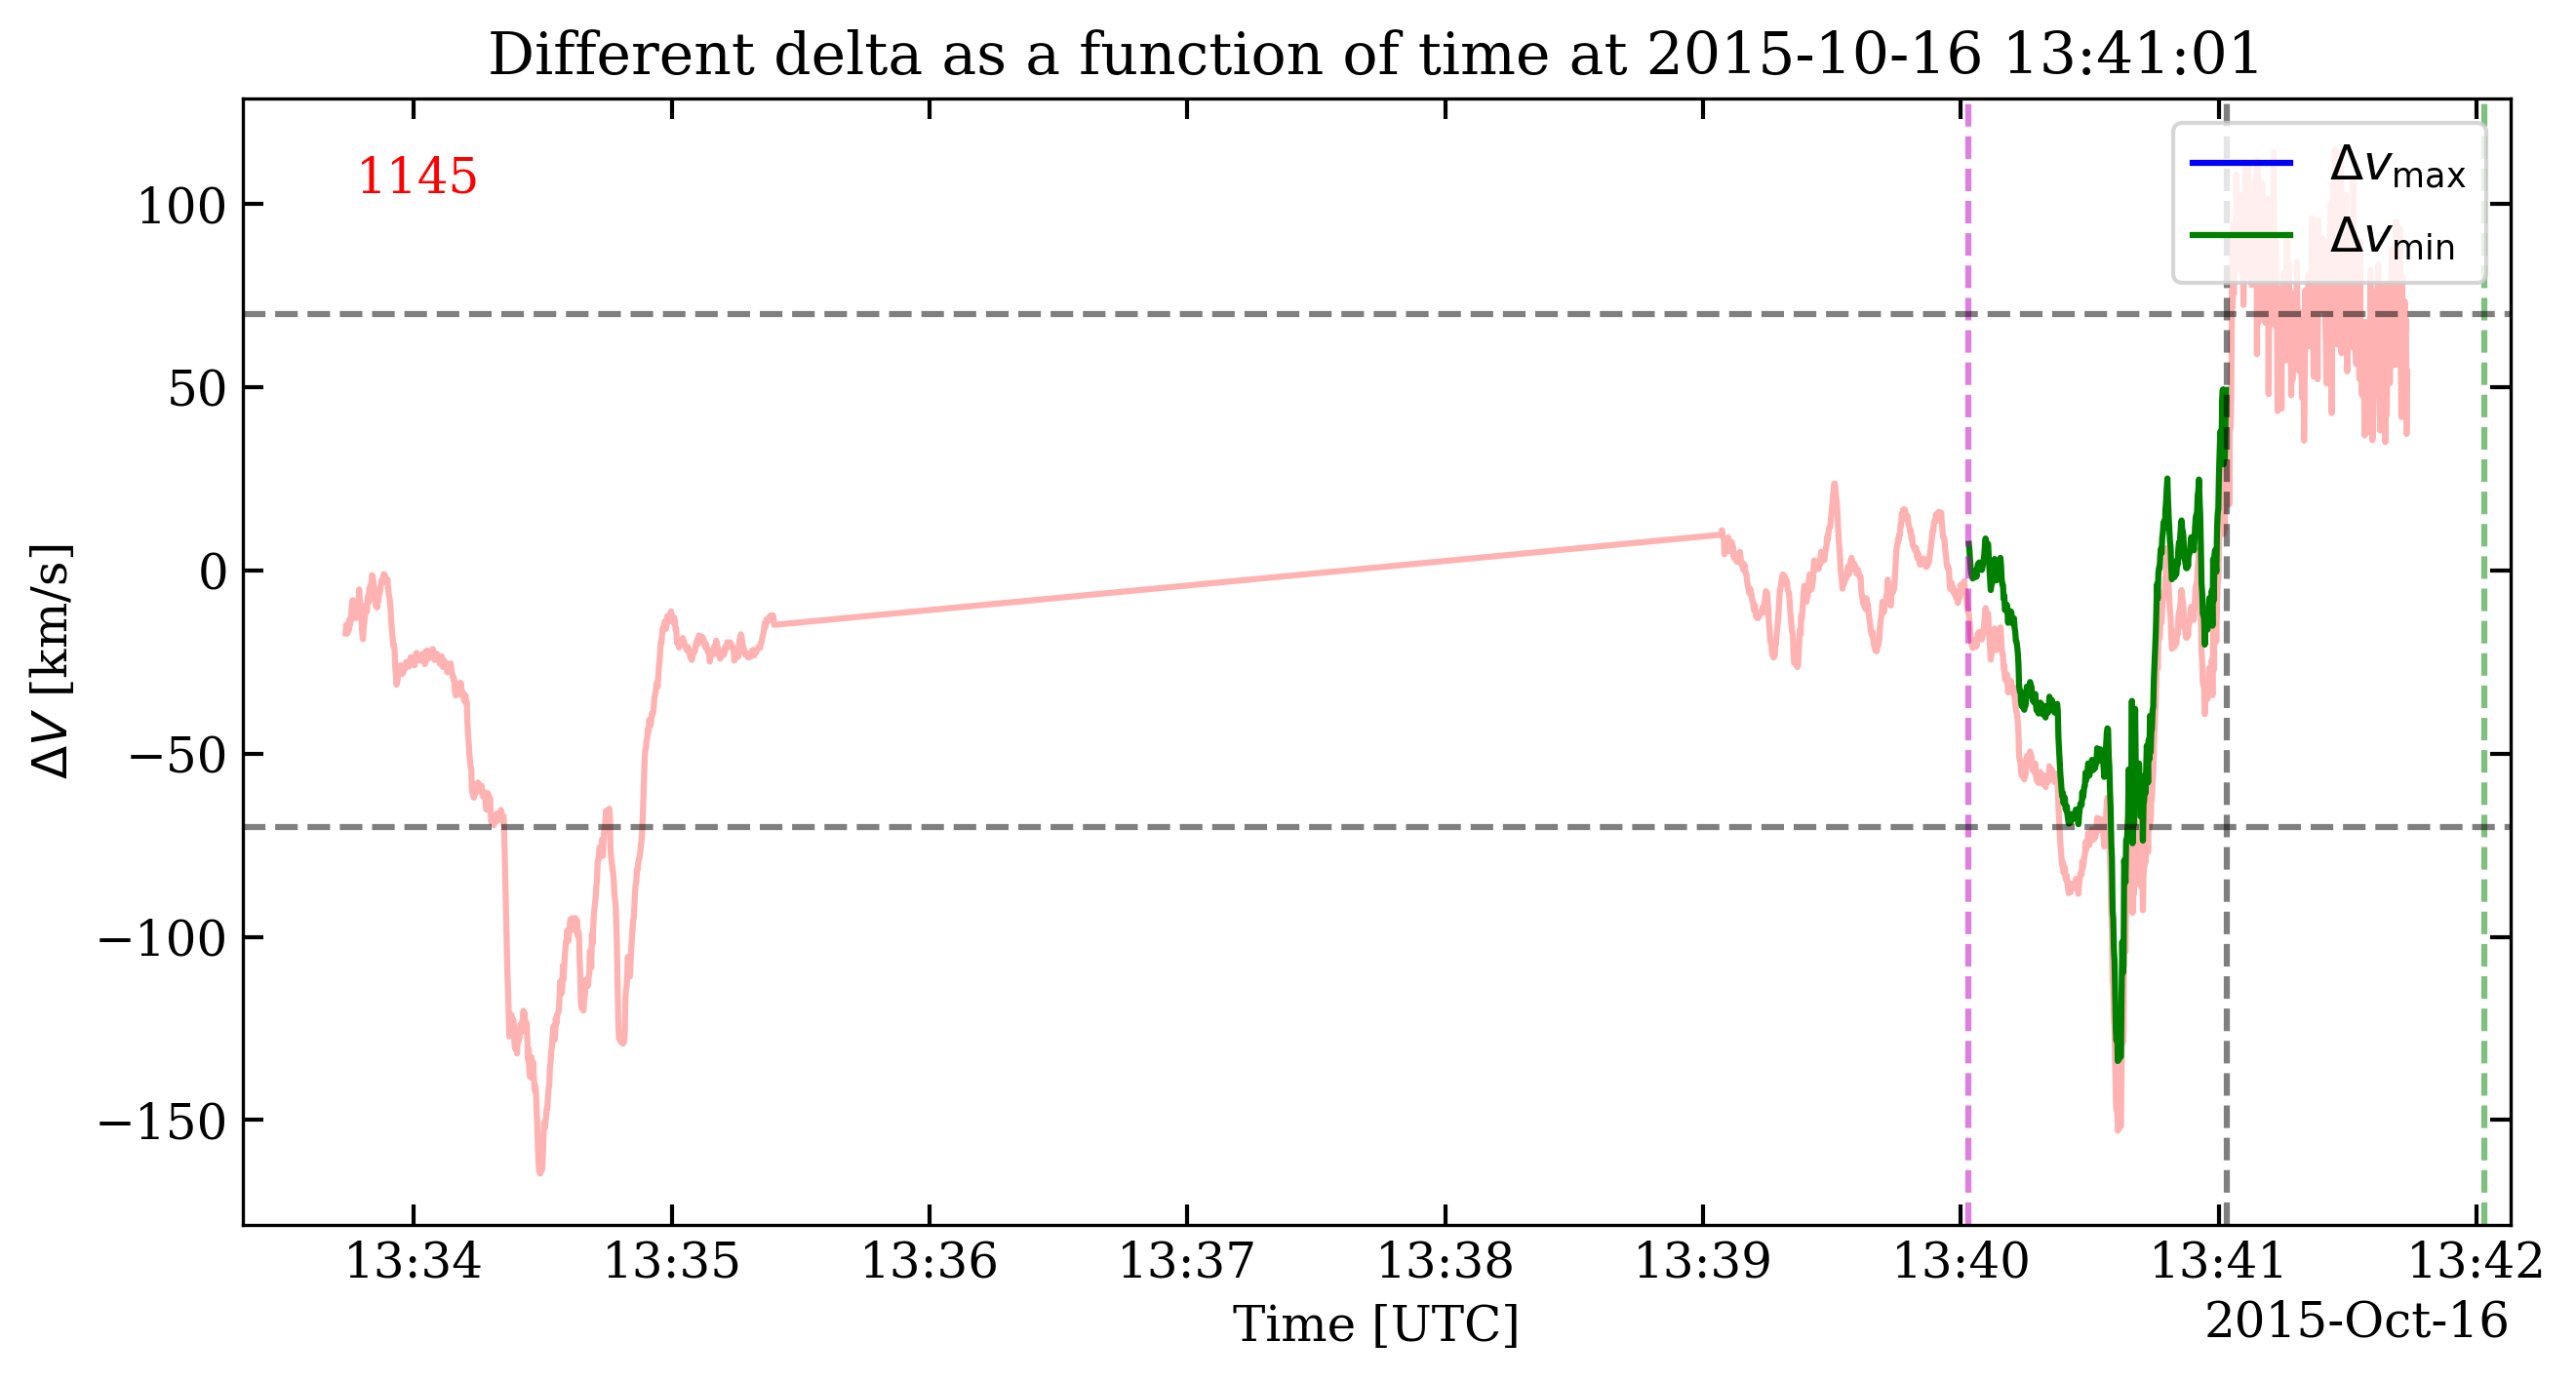 Different delta as a function of time at 2015-10-16 13:41:01
1145
Δv_max
Δv_min
ΔV [km/s]
100
50
0
−50
−100
−150
13:34 13:35 13:36 13:37 13:38 13:39 13:40 13:41 13:42
Time [UTC]
2015-Oct-16